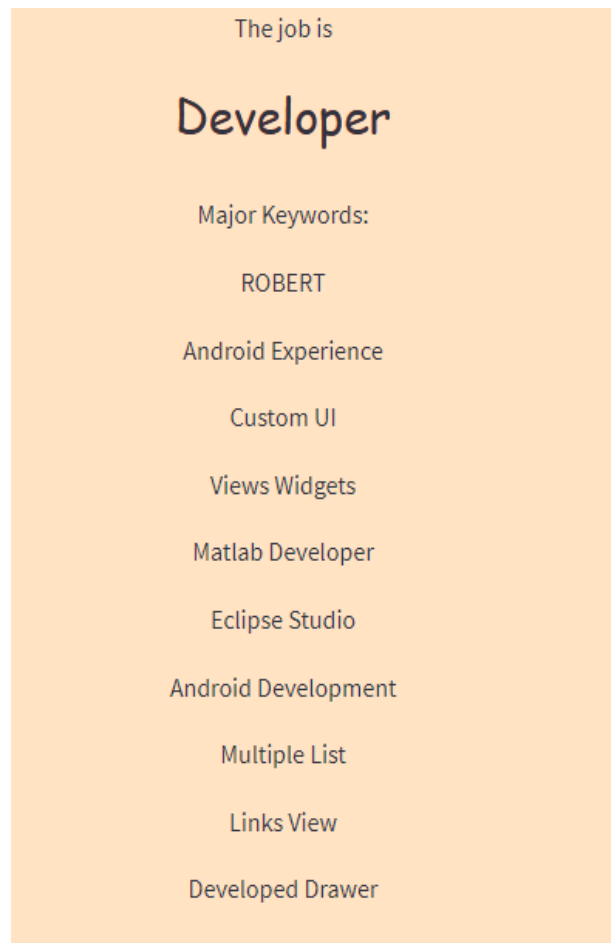 The job is
Developer
Major Keywords:
ROBERT
Android Experience
Custom UI
Views Widgets
Matlab Developer
Eclipse Studio
Android Development
Multiple List
Links View
Developed Drawer